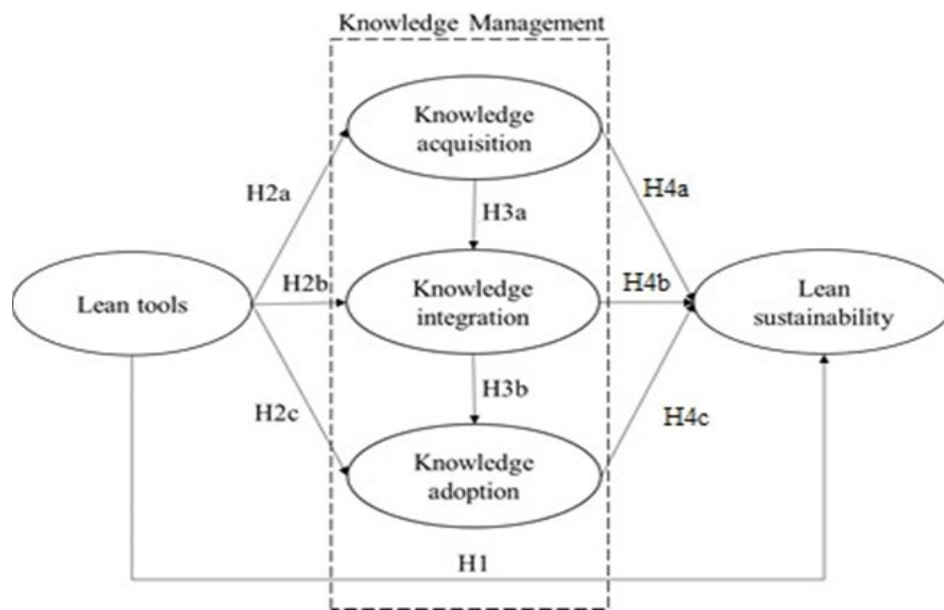 Knowledge Management
Knowledge
acquisition
H2a
H4a
H3a
Lean tools
H2b
Knowledge
integration
H4b
Lean
sustainability
H3b
H2c
H4c
Knowledge
adoption
H1